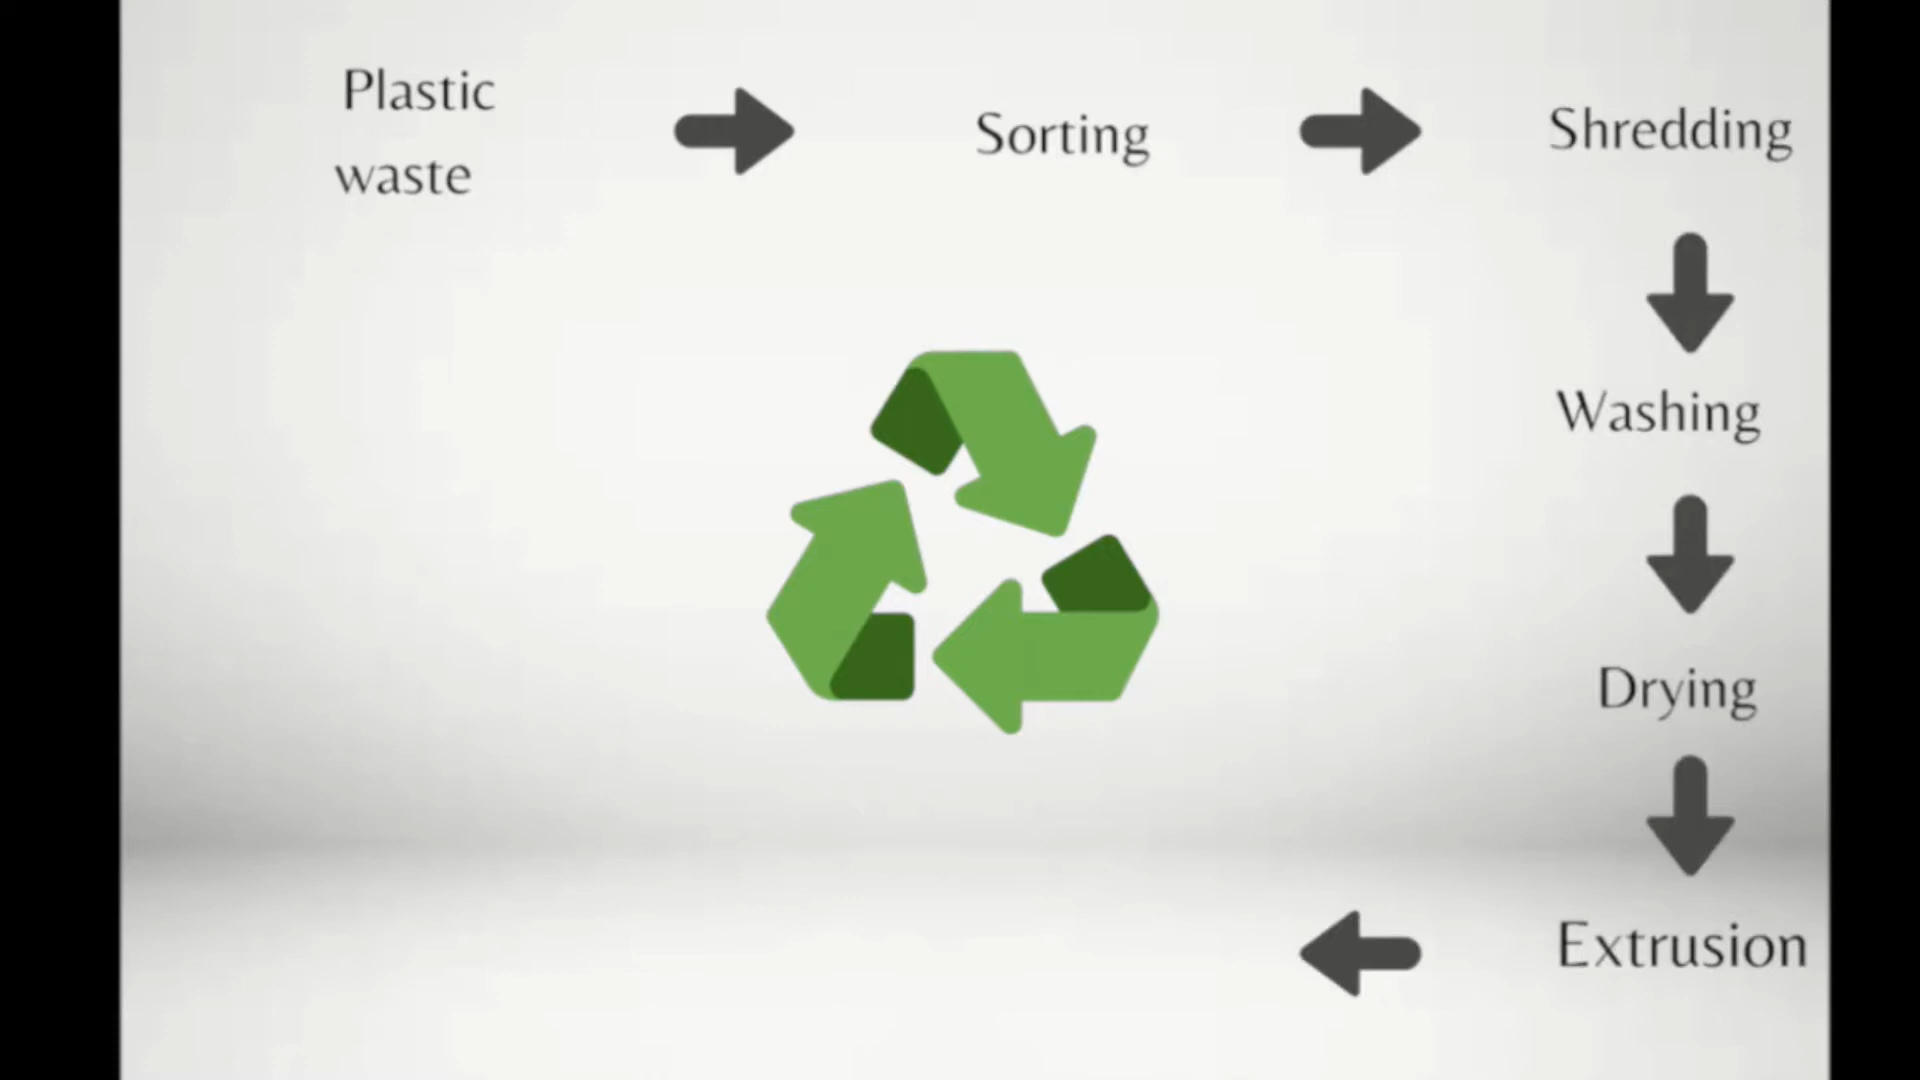 Plastic
waste
Sorting
Shredding
Washing
Drying
Extrusion